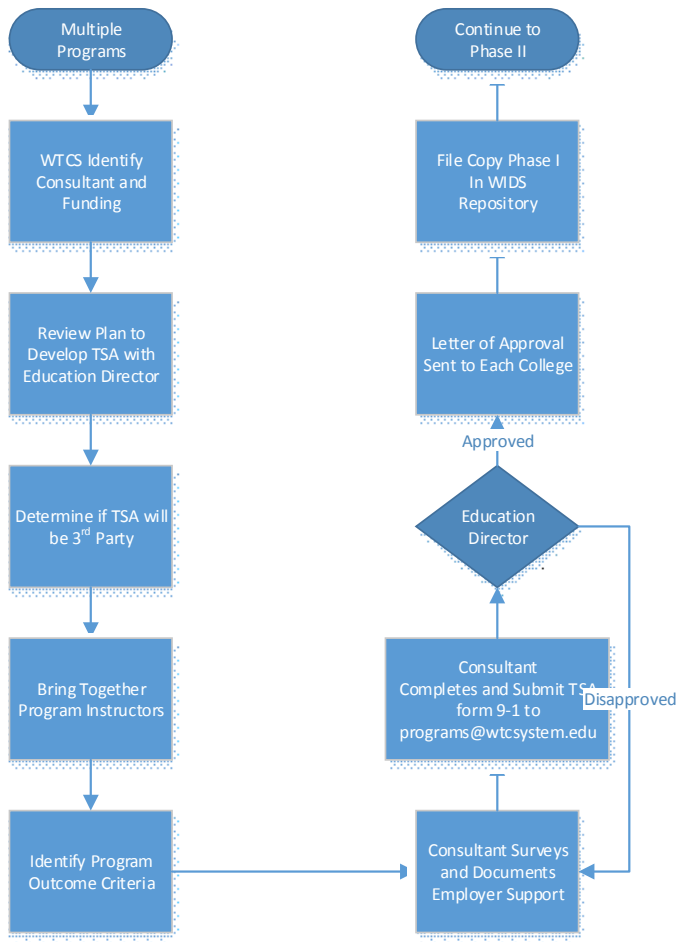 Multiple
Programs
WTCS Identify
Consultant and
Funding
Review Plan to
Develop TSA with
Education Director
Determine if TSA will
be 3rd Party
Bring Together
Program Instructors
Identify Program
Outcome Criteria
Continue to
Phase II
File Copy Phase I
In WIDS
Repository
Letter of Approval
Sent to Each College
Approved
Education
Director
Consultant
Completes and Submit TSA
form 9-1 to
programs@wtcsystem.edu
Disapproved
Consultant Surveys
and Documents
Employer Support